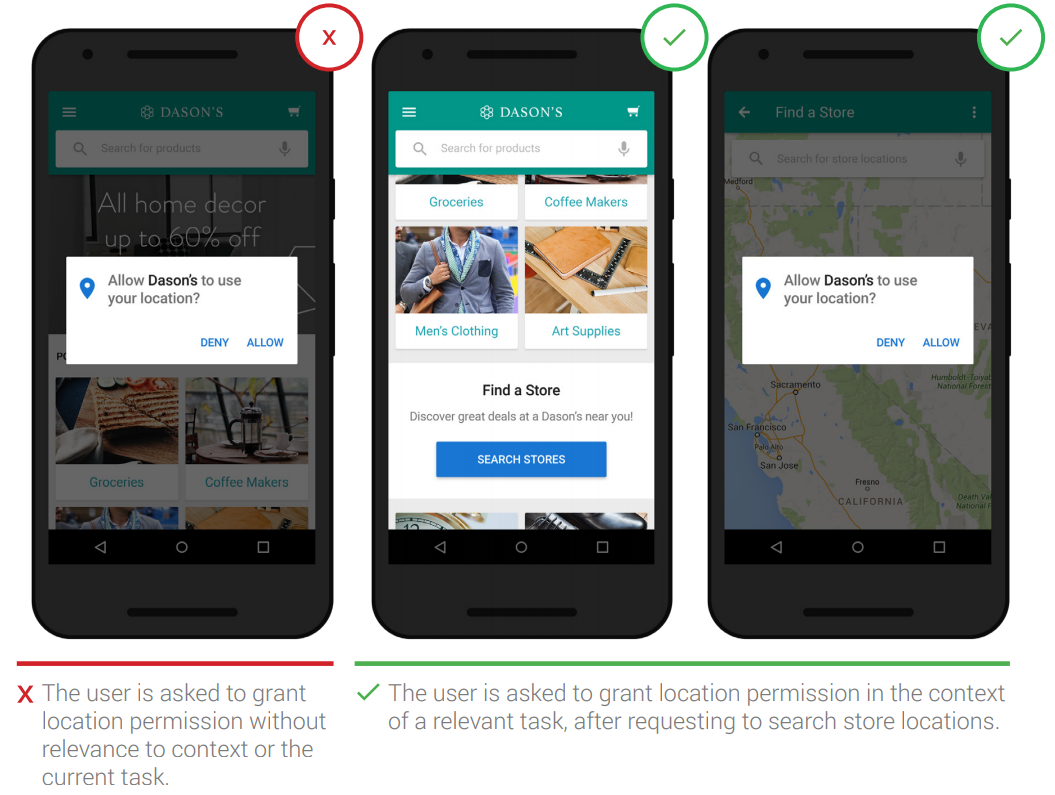 X
DASON'S
Search for products
All home decor
up to 60% off
Allow Dason's to use
your location?
DENY ALLOW
Groceries
Coffee Makers
DASON'S
Search for products
Groceries
Coffee Makers
Men's Clothing
Art Supplies
Find a Store
Discover great deals at a Dason's near you!
SEARCH STORES
12
Find a Store
Search for store locations
Medford
Allow Dason's to use
your location?
DENY ALLOW
Humboldt-Toiyab
National Forest
Sacramento
San Francisco
Palo Alto
San Jose
Fresno
CALIFORNIA
Death Val
National P
X The user is asked to grant
location permission without
relevance to context or the
current task.
The user is asked to grant location permission in the context
of a relevant task, after requesting to search store locations.